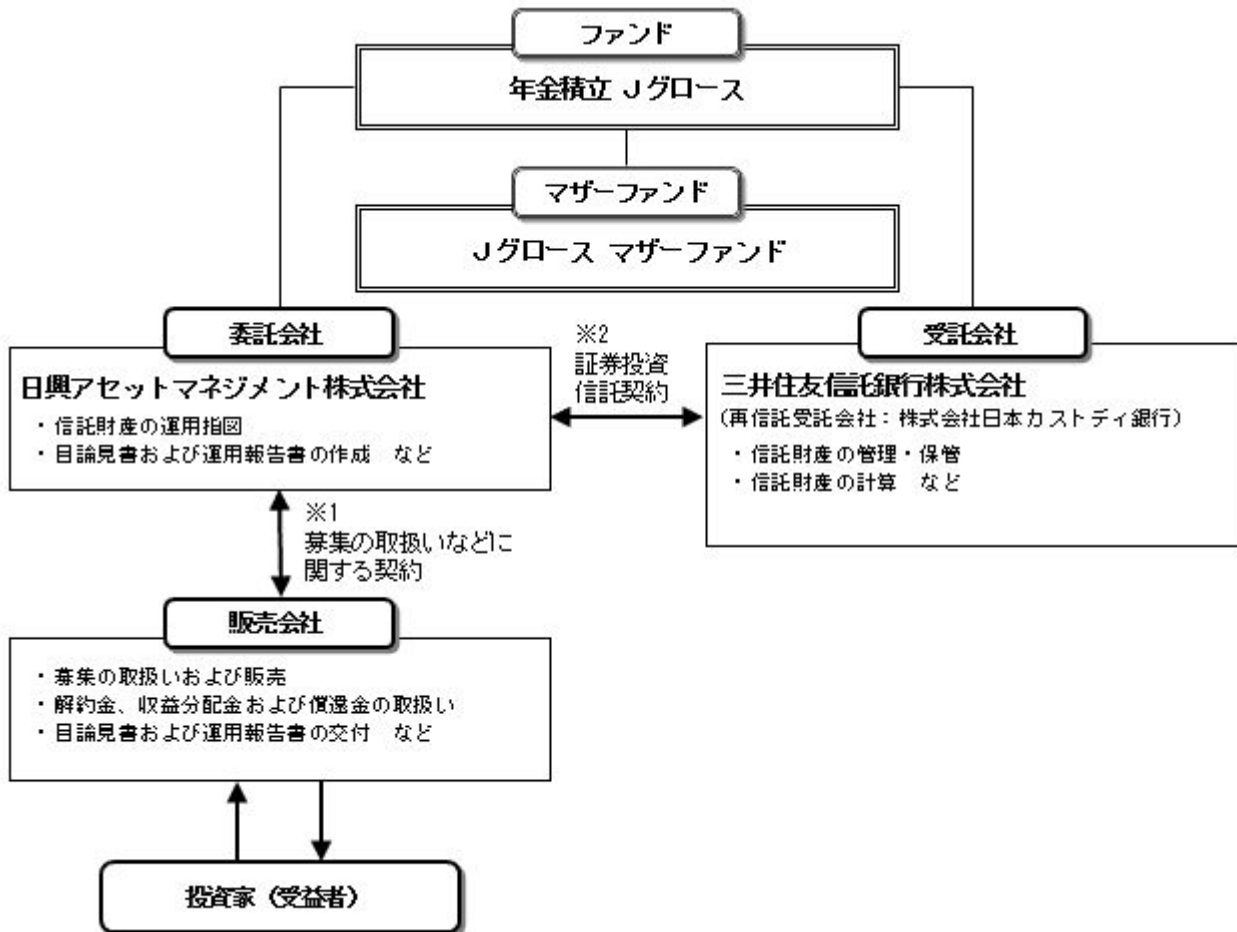 ファンド
年金積立 Jグロース
マザーファンド
Jグロース マザーファンド
委託会社
日興アセットマネジメント株式会社
・信託財産の運用指図
・目論見書および運用報告書の作成　など
※2
証券投資
信託契約
受託会社
三井住友信託銀行株式会社
(再信託受託会社：株式会社日本カストディ銀行)
・信託財産の管理・保管
・信託財産の計算　など
※1
募集の取扱いなどに
関する契約
販売会社
・募集の取扱いおよび販売
・解約金、収益分配金および償還金の取扱い
・目論見書および運用報告書の交付　など
投資家（受益者）